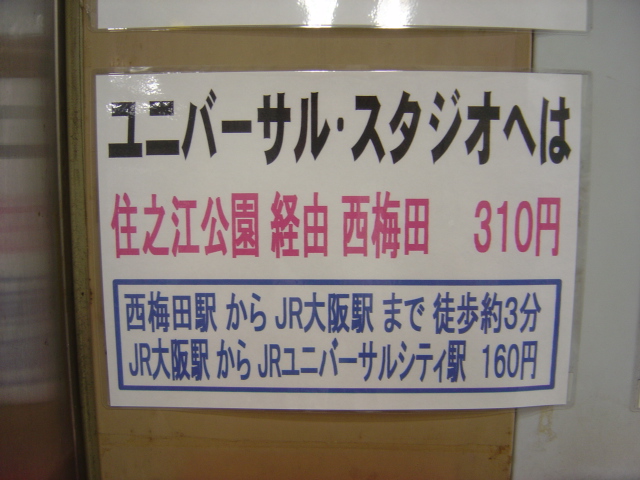 ユニバーサル･スタジオへは
住之江公園 経由 西梅田 310円
西梅田駅 から JR大阪駅 まで 徒歩約3分
JR大阪駅 から JRユニバーサルシティ駅 160円